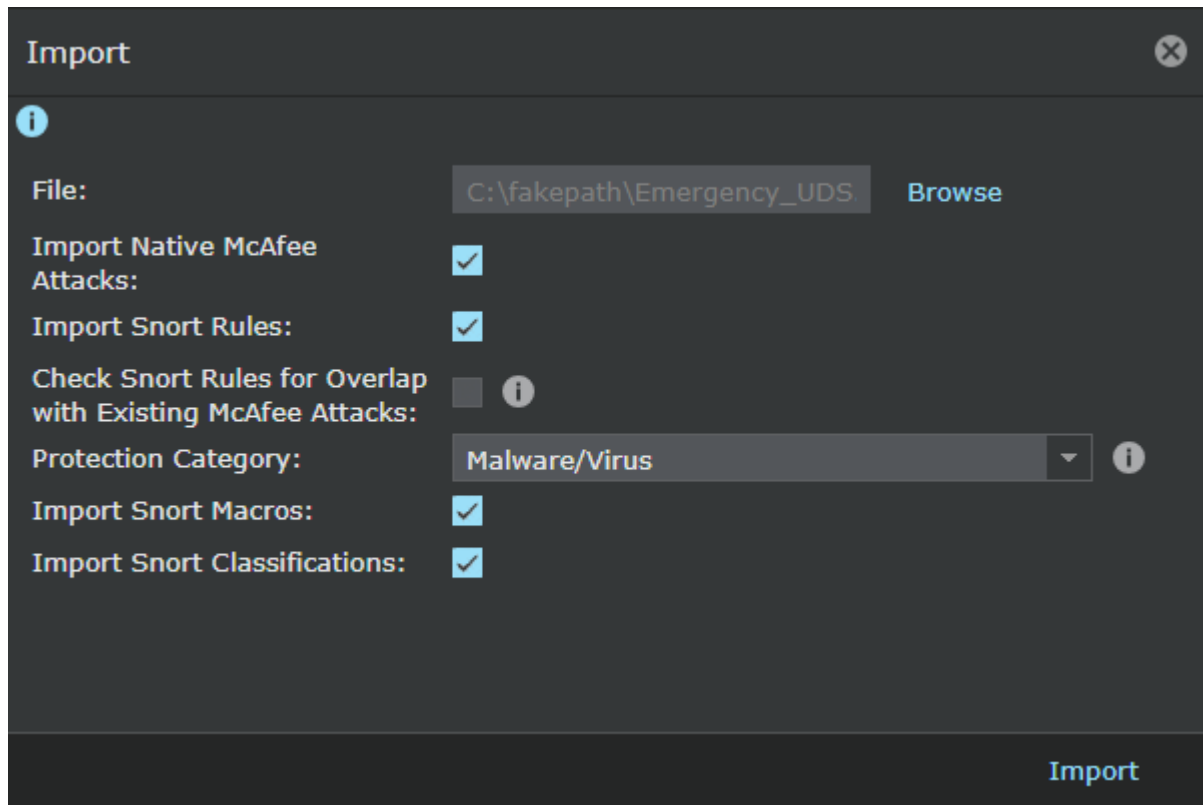 Import
File:
C:\fakepath\Emergency_UDS.
Browse
Import Native McAfee
Attacks:
Import Snort Rules:
Check Snort Rules for Overlap
with Existing McAfee Attacks:
Protection Category:
Malware/Virus
Import Snort Macros:
Import Snort Classifications:
Import